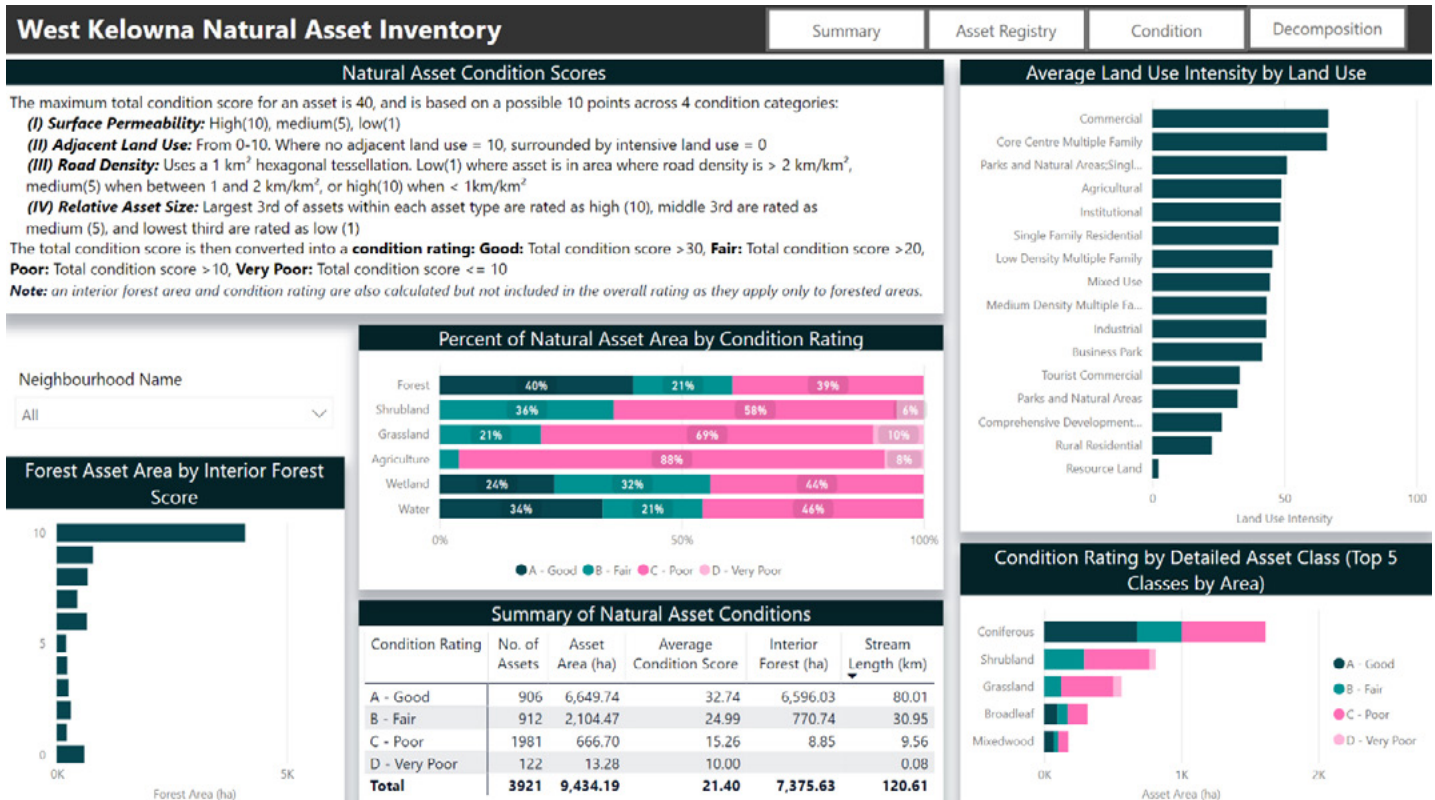 West Kelowna Natural Asset Inventory
Summary
Asset Registry
Condition
Decomposition
Natural Asset Condition Scores
The maximum total condition score for an asset is 40, and is based on a possible 10 points across 4 condition categories:
(I) Surface Permeability: High(10), medium(5), low(1)
(II) Adjacent Land Use: From 0-10. Where no adjacent land use = 10, surrounded by intensive land use = 0
(III) Road Density: Uses a 1 km² hexagonal tessellation. Low(1) where asset is in area where road density is > 2 km/km²,
medium(5) when between 1 and 2 km/km², or high(10) when < 1km/km²
(IV) Relative Asset Size: Largest 3rd of assets within each asset type are rated as high (10), middle 3rd are rated as
medium (5), and lowest third are rated as low (1)
The total condition score is then converted into a condition rating: Good: Total condition score >30, Fair: Total condition score >20,
Poor: Total condition score >10, Very Poor: Total condition score <= 10
Note: an interior forest area and condition rating are also calculated but not included in the overall rating as they apply only to forested areas.
Average Land Use Intensity by Land Use
Commercial
Core Centre Multiple Family
Parks and Natural Areas;Singl...
Agricultural
Institutional
Single Family Residential
Low Density Multiple Family
Mixed Use
Medium Density Multiple Fa...
Industrial
Business Park
Tourist Commercial
Parks and Natural Areas
Comprehensive Development...
Rural Residential
Resource Land
0 50 100
Land Use Intensity
Neighbourhood Name
All
Forest Asset Area by Interior Forest
Score
10
5
0
0K 5K
Forest Area (ha)
Percent of Natural Asset Area by Condition Rating
Forest 40% 21% 39%
Shrubland 36% 58% 6%
Grassland 21% 69% 10%
Agriculture 88% 8%
Wetland 24% 32% 44%
Water 34% 21% 46%
0% 50% 100%
A - Good B - Fair C - Poor D - Very Poor
Summary of Natural Asset Conditions
Condition Rating No. of Assets Asset Area (ha) Average Condition Score Interior Forest (ha) Stream Length (km)
A - Good 906 6,649.74 32.74 6,596.03 80.01
B - Fair 912 2,104.47 24.99 770.74 30.95
C - Poor 1981 666.70 15.26 8.85 9.56
D - Very Poor 122 13.28 10.00 0.08
Total 3921 9,434.19 21.40 7,375.63 120.61
Condition Rating by Detailed Asset Class (Top 5
Classes by Area)
Coniferous
Shrubland
Grassland
Broadleaf
Mixedwood
0K 1K 2K
Asset Area (ha)
A - Good
B - Fair
C - Poor
D - Very Poor